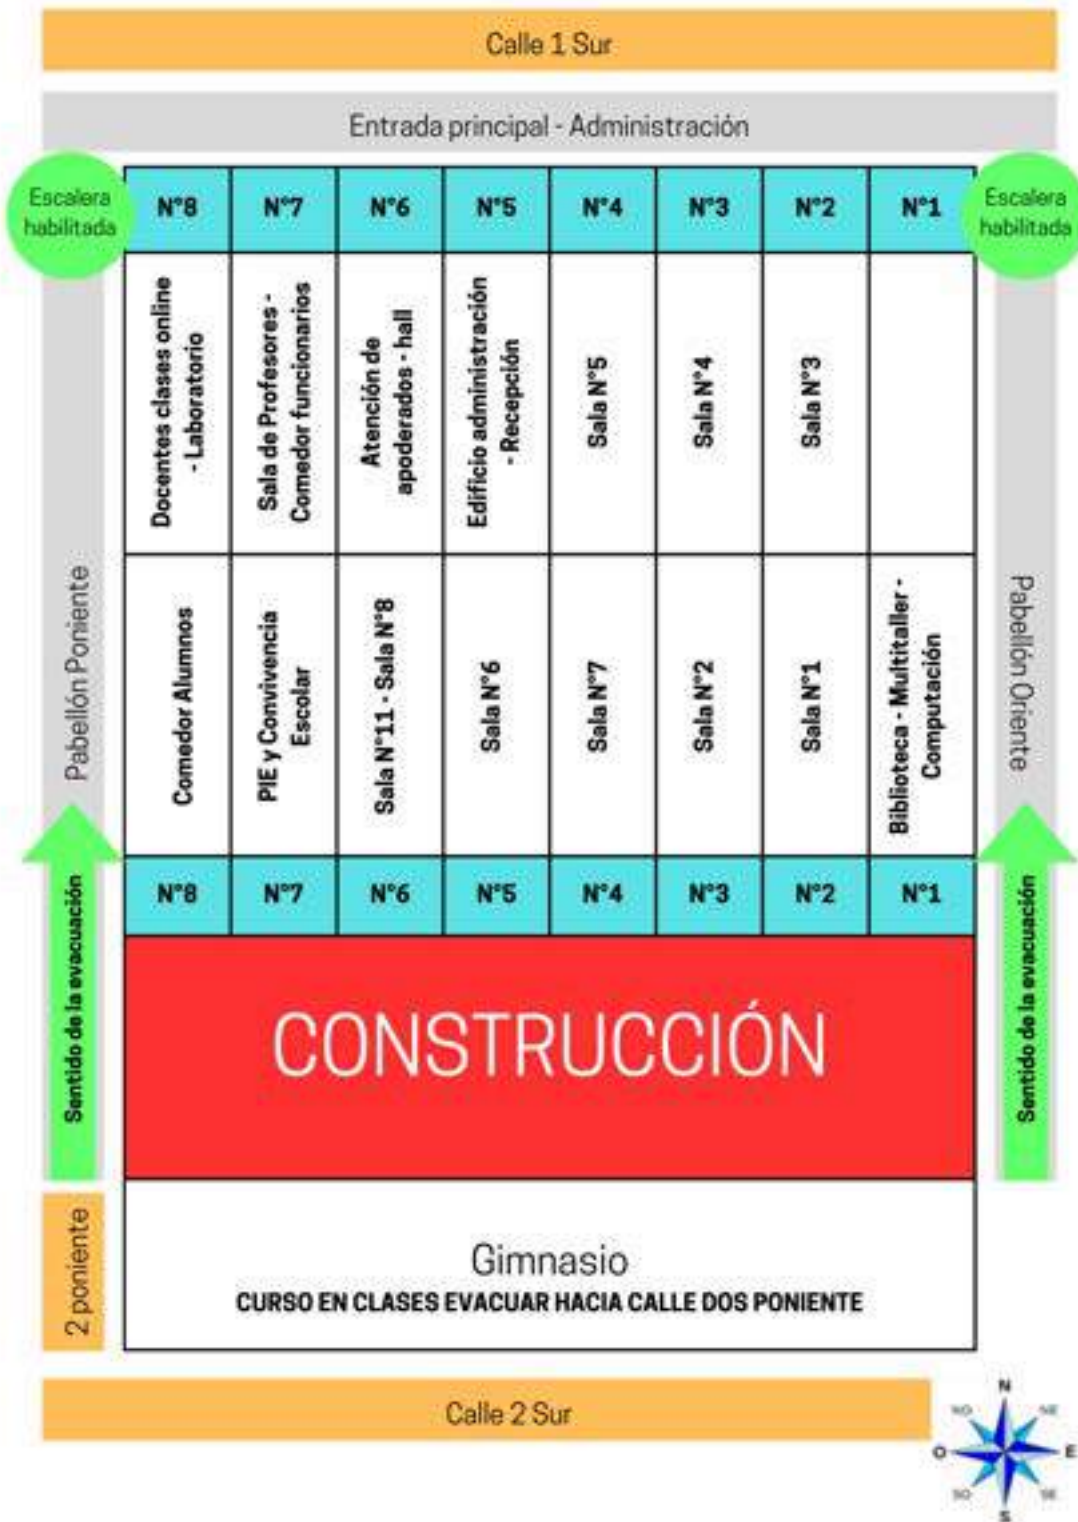 Calle 1 Sur
Entrada principal - Administración
Escalera
habilitada
N°8
N°7
N°6
N°5
N°4
N°3
N°2
N°1
Escalera
habilitada
Docentes clases online
- Laboratorio
Sala de Profesores -
Comedor funcionarios
Atención de
apoderados - hall
Edificio administración
- Recepción
Sala N°5
Sala N°4
Sala N°3
Pabellón Poniente
Comedor Alumnos
PIE y Convivencia
Escolar
Sala N°11 - Sala N°8
Sala N°6
Sala N°7
Sala N°2
Sala N°1
Biblioteca - Multitaller -
Computación
Pabellón Oriente
N°8
N°7
N°6
N°5
N°4
N°3
N°2
N°1
Sentido de la evacuación
CONSTRUCCIÓN
Sentido de la evacuación
2 poniente
Gimnasio
CURSO EN CLASES EVACUAR HACIA CALLE DOS PONIENTE
Calle 2 Sur
N
NO
NE
O
E
SO
SE
S